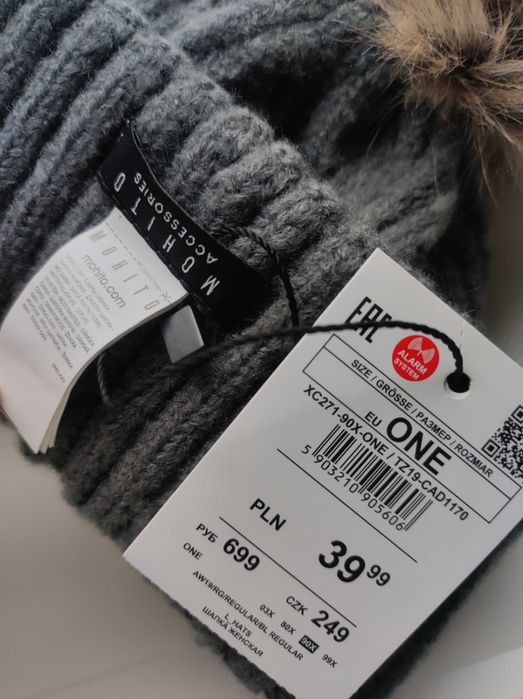 MOHITO
ACCESSORIES
MOHITO
mohito.com
EAC
ALARM
SYSTEM
SIZE / GRÖSSE / РАЗМЕР / ROZMIAR
EU ONE
XC271-90X-ONE / TZ19-CAD1170
5 903210 905606
PLN 39 99
РУБ 699 CZK 249
ONE 03X 80X 90X 99X
AW19/RG/REGULAR/BL REGULAR
L_HATS
ШАПКА ЖЕНСКАЯ